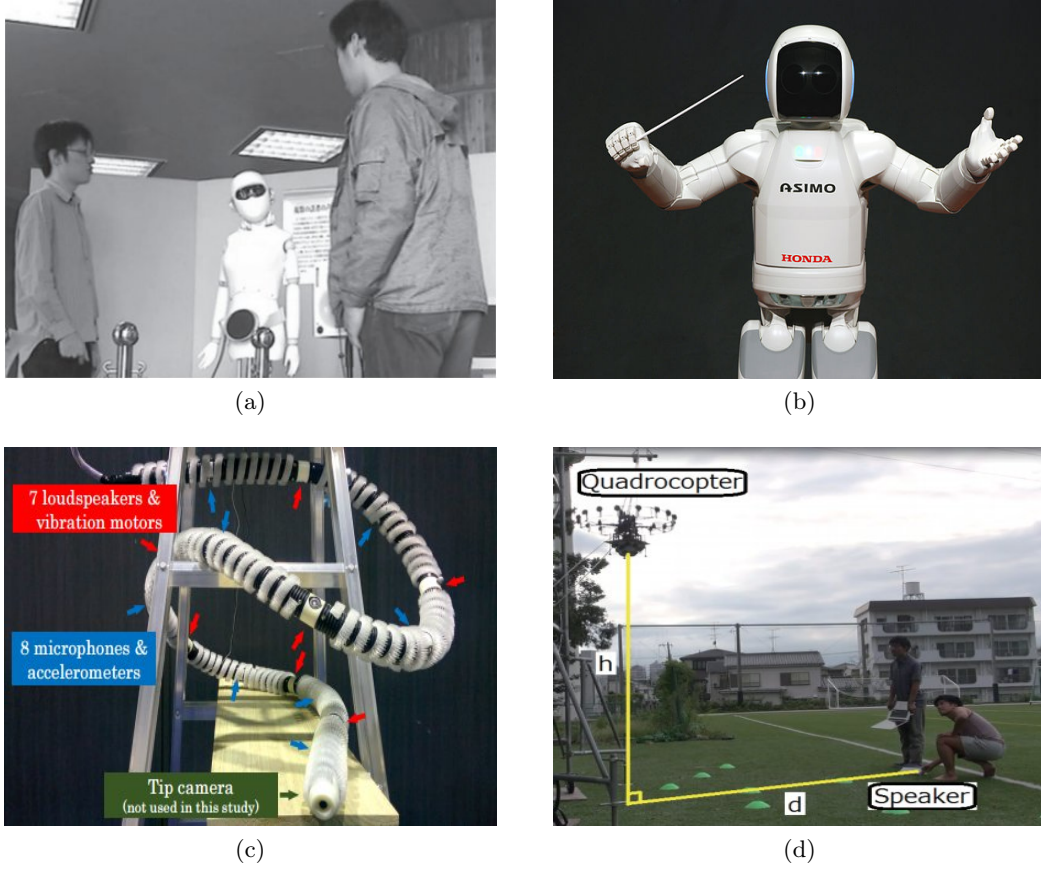 (a)
ASIMO
HONDA
(b)
7 loudspeakers &
vibration motors
8 microphones &
accelerometers
Tip camera
(not used in this study)
(c)
Quadrocopter
h
d
Speaker
(d)